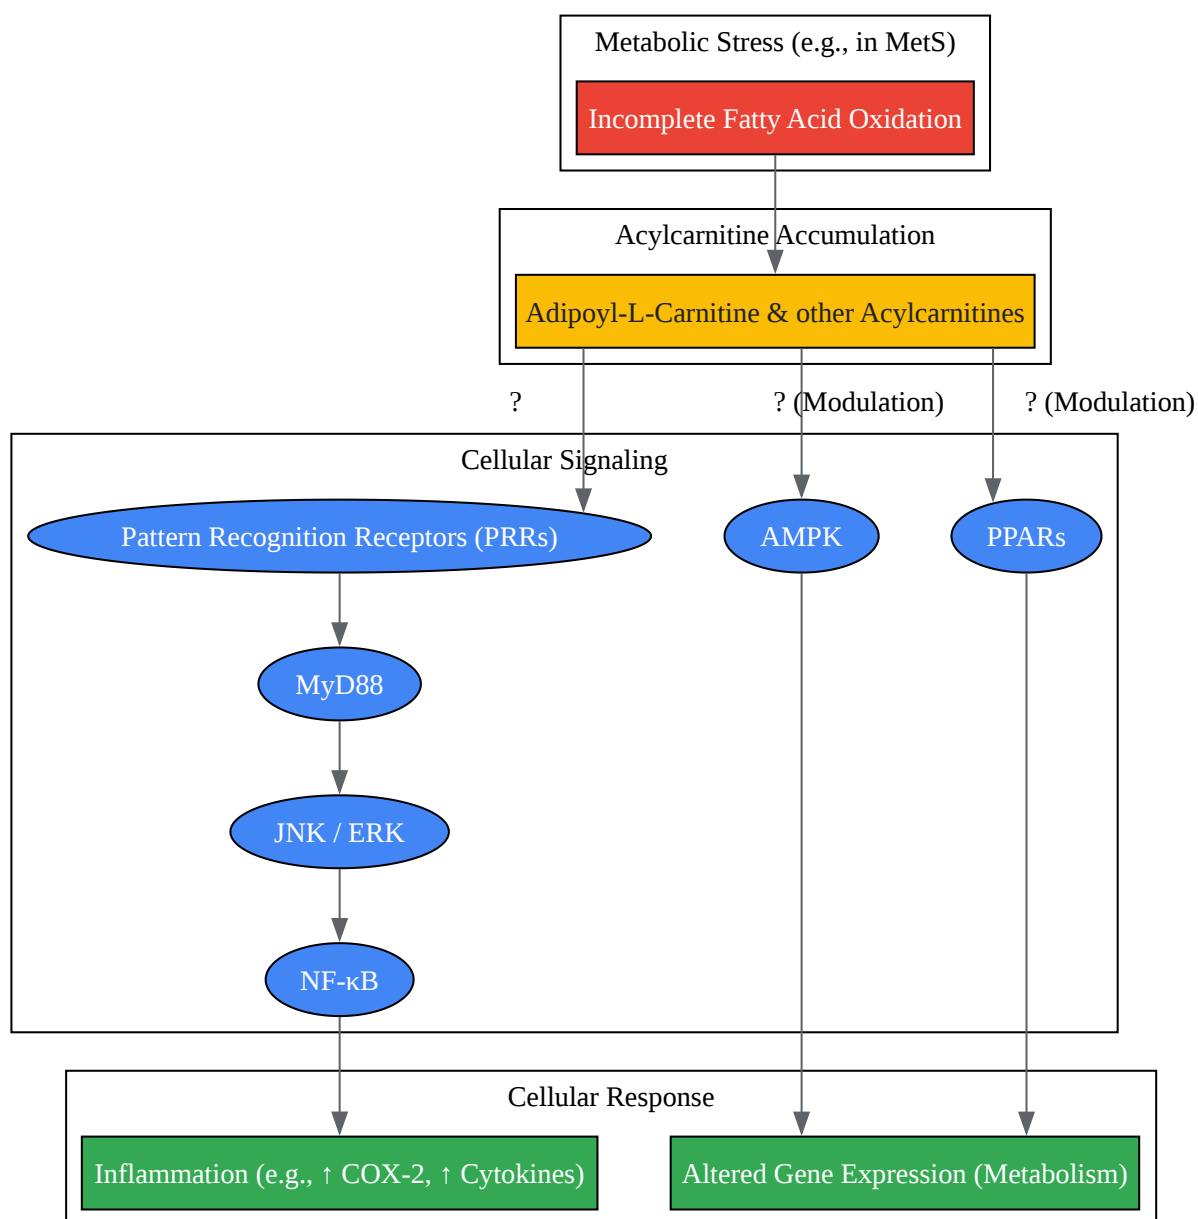 Metabolic Stress (e.g., in MetS)
Incomplete Fatty Acid Oxidation
Acylcarnitine Accumulation
Adipoyl-L-Carnitine & other Acylcarnitines
?
? (Modulation)
? (Modulation)
Cellular Signaling
Pattern Recognition Receptors (PRRs)
AMPK
PPARs
MyD88
JNK / ERK
NF-κB
Cellular Response
Inflammation (e.g., ↑ COX-2, ↑ Cytokines)
Altered Gene Expression (Metabolism)